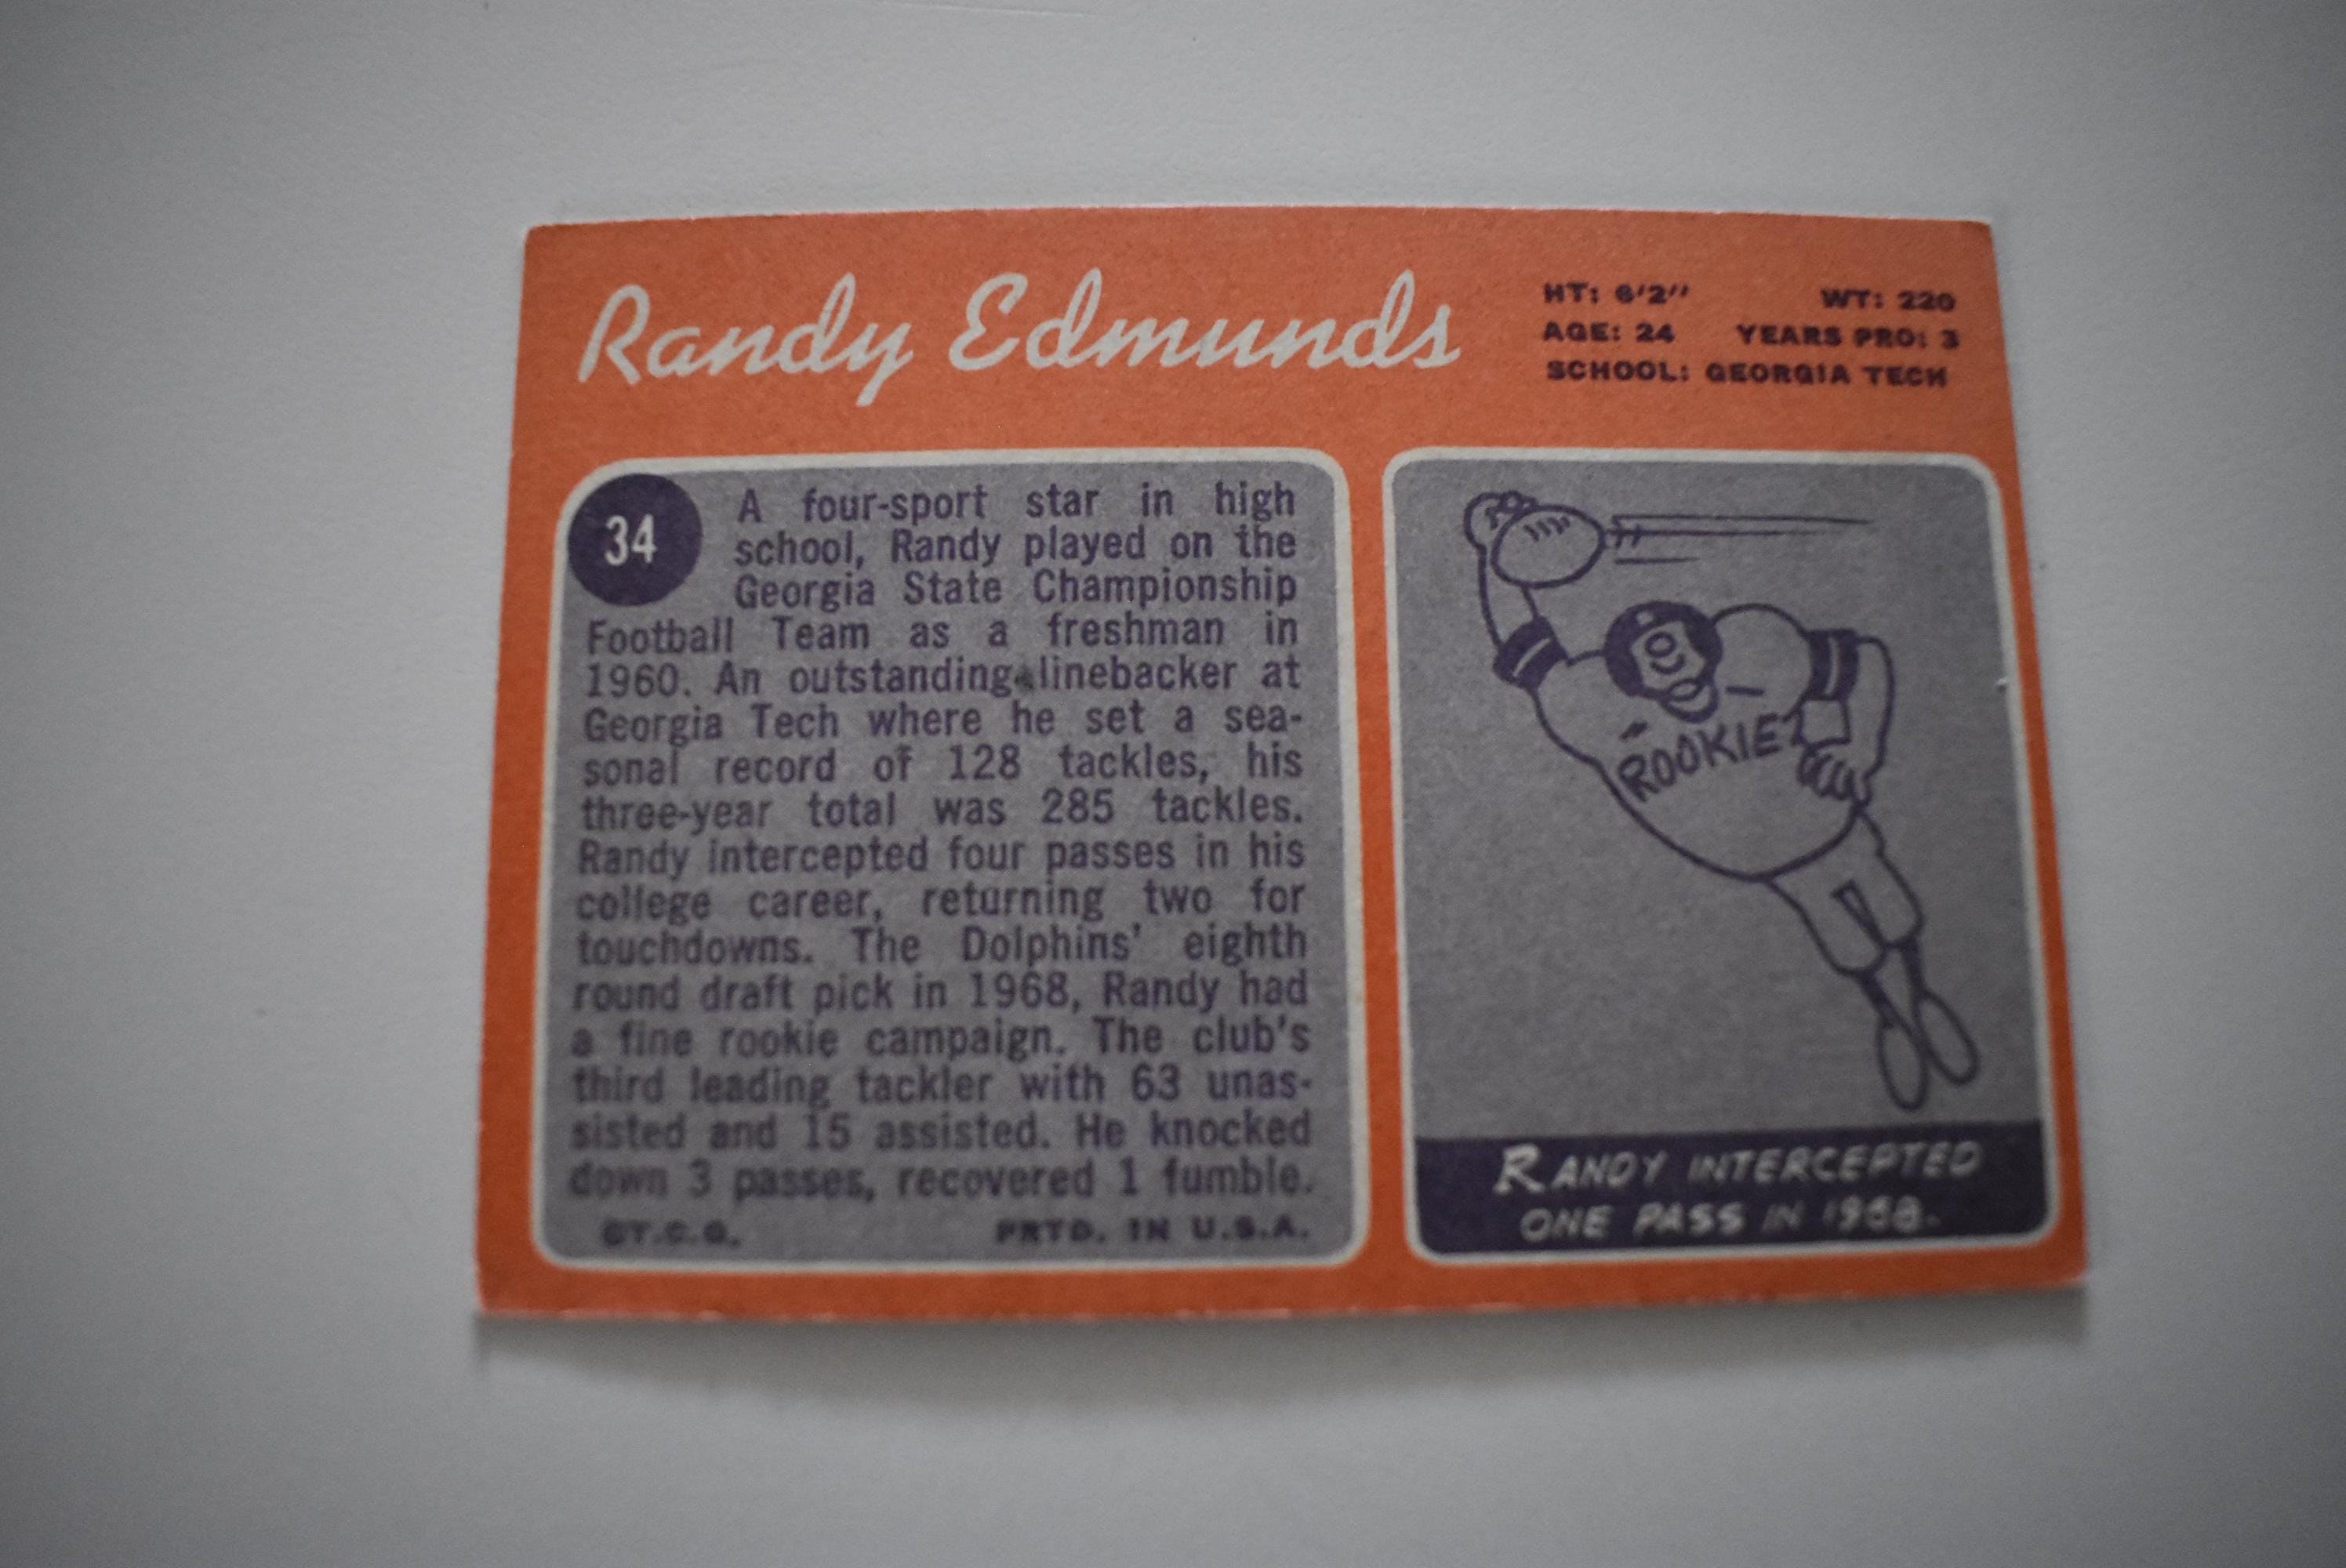 Randy Edmunds
HT: 6'2" WT: 220
AGE: 24 YEARS PRO: 3
SCHOOL: GEORGIA TECH
34
A four-sport star in high
school, Randy played on the
Georgia State Championship
Football Team as a freshman in
1960. An outstanding linebacker at
Georgia Tech where he set a sea-
sonal record of 128 tackles, his
three-year total was 285 tackles.
Randy intercepted four passes in his
college career, returning two for
touchdowns. The Dolphins' eighth
round draft pick in 1968, Randy had
a fine rookie campaign. The club's
third leading tackler with 63 unas-
sisted and 15 assisted. He knocked
down 3 passes, recovered 1 fumble.
©T.C.G. PRTD. IN U.S.A.
ROOKIE
RANDY INTERCEPTED
ONE PASS IN 1968.